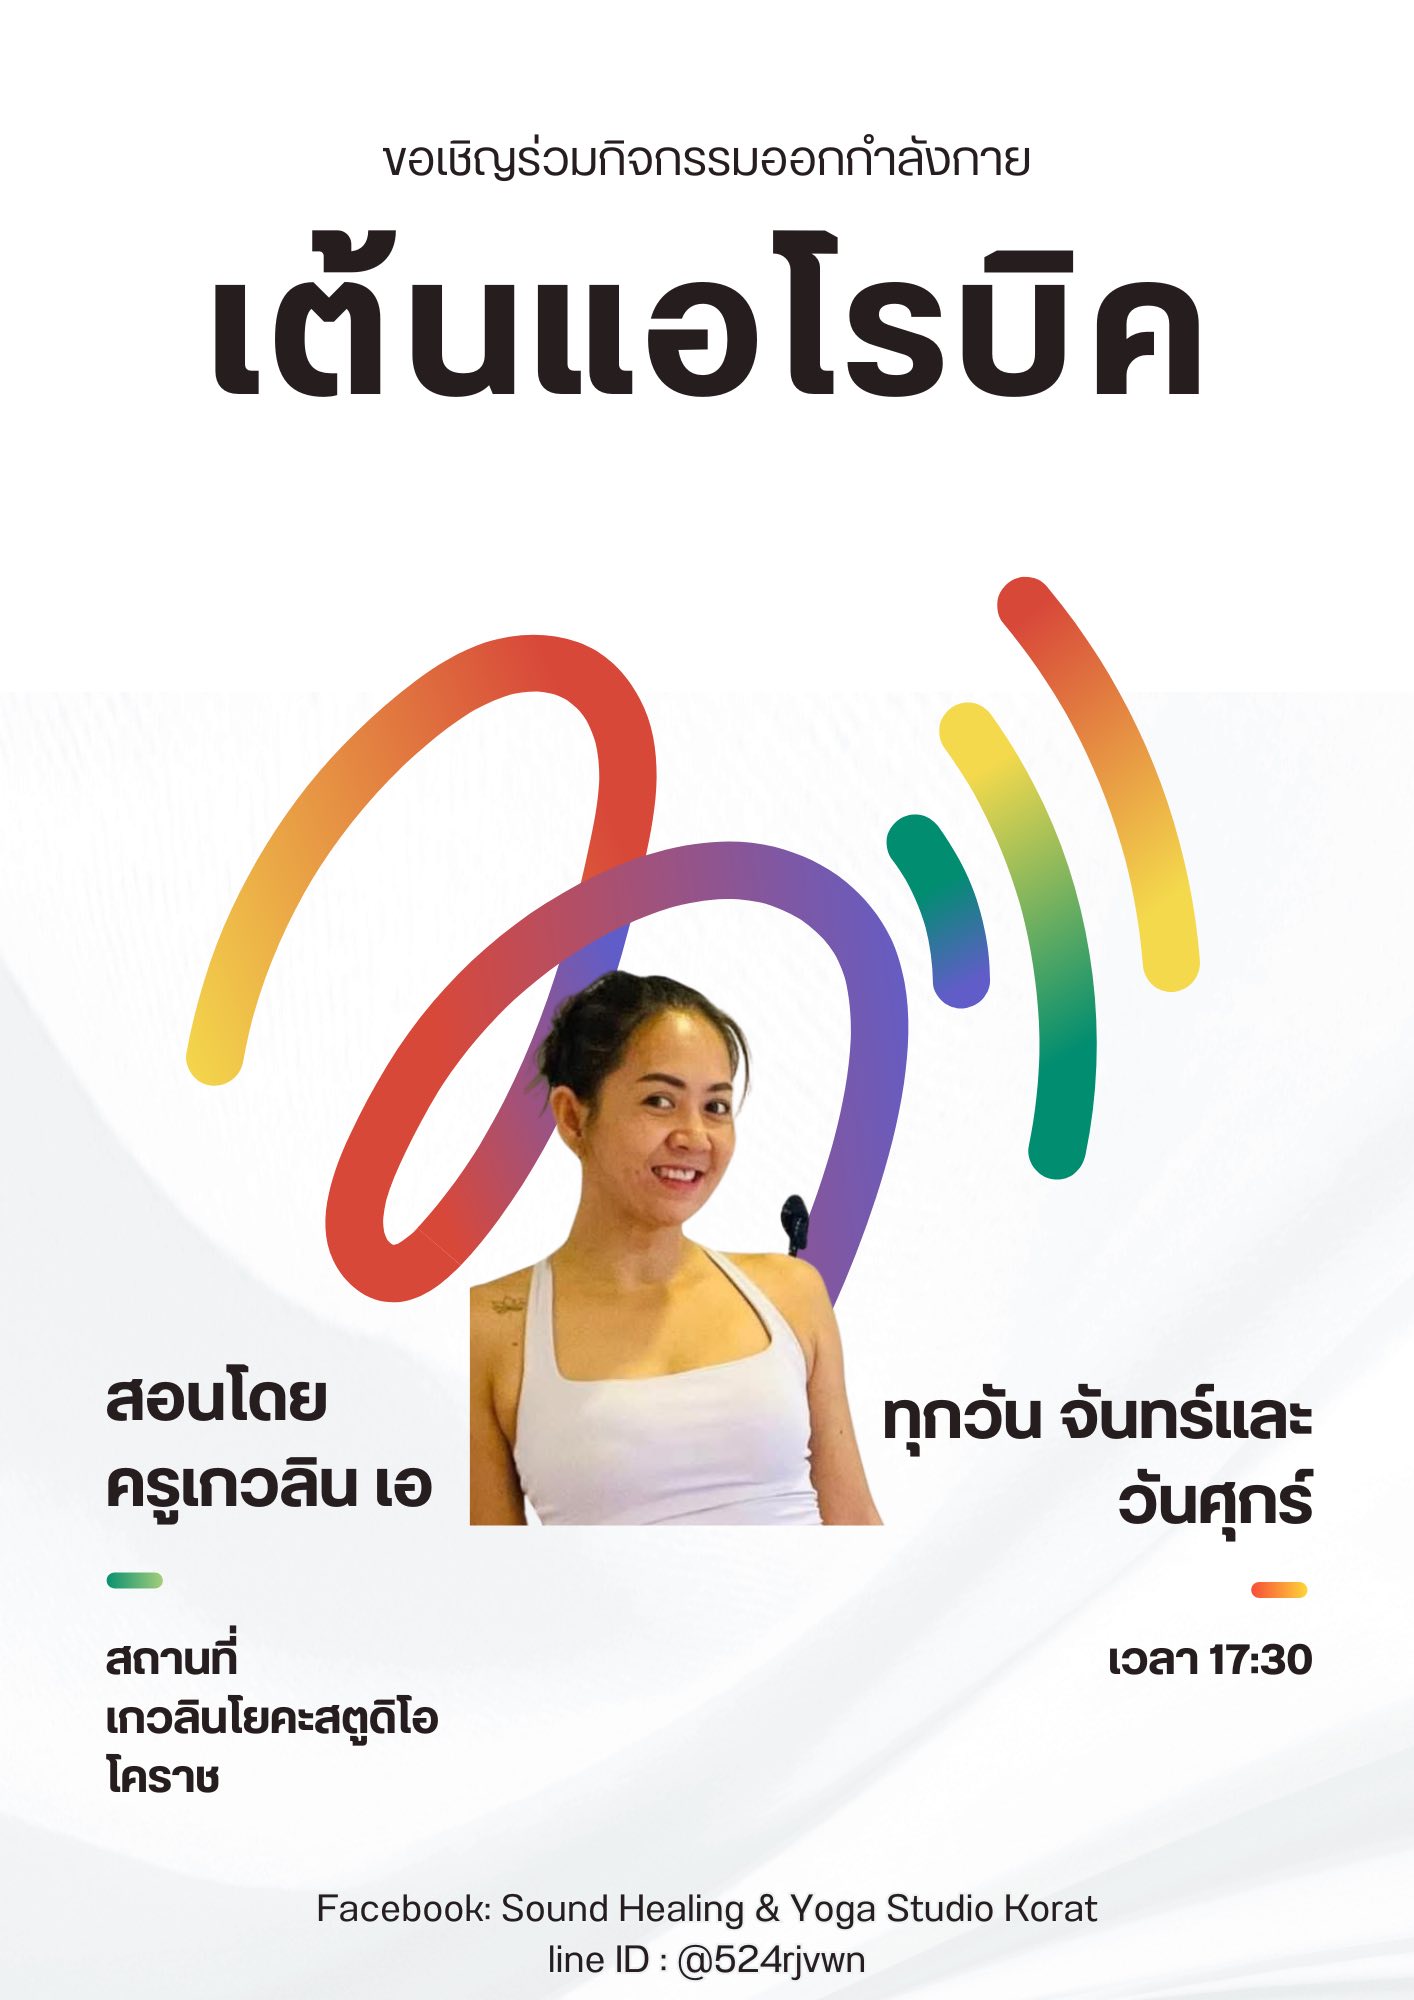 ขอเชิญร่วมกิจกรรมออกกำลังกาย
เต้นแอโรบิค
สอนโดย
ครูเกวลิน เอ
ทุกวัน จันทร์และ
วันศุกร์
สถานที่
เกวลินโยคะสตูดิโอ
โคราช
เวลา 17:30
Facebook: Sound Healing & Yoga Studio Korat
line ID : @524rjvwn